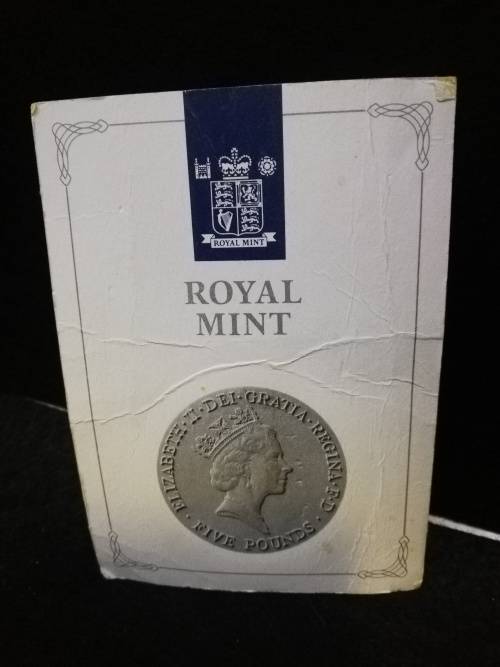 ROYAL MINT
ROYAL
MINT
ELIZABETH·II·DEI·GRATIA·REGINA·F·D
·FIVE POUNDS·